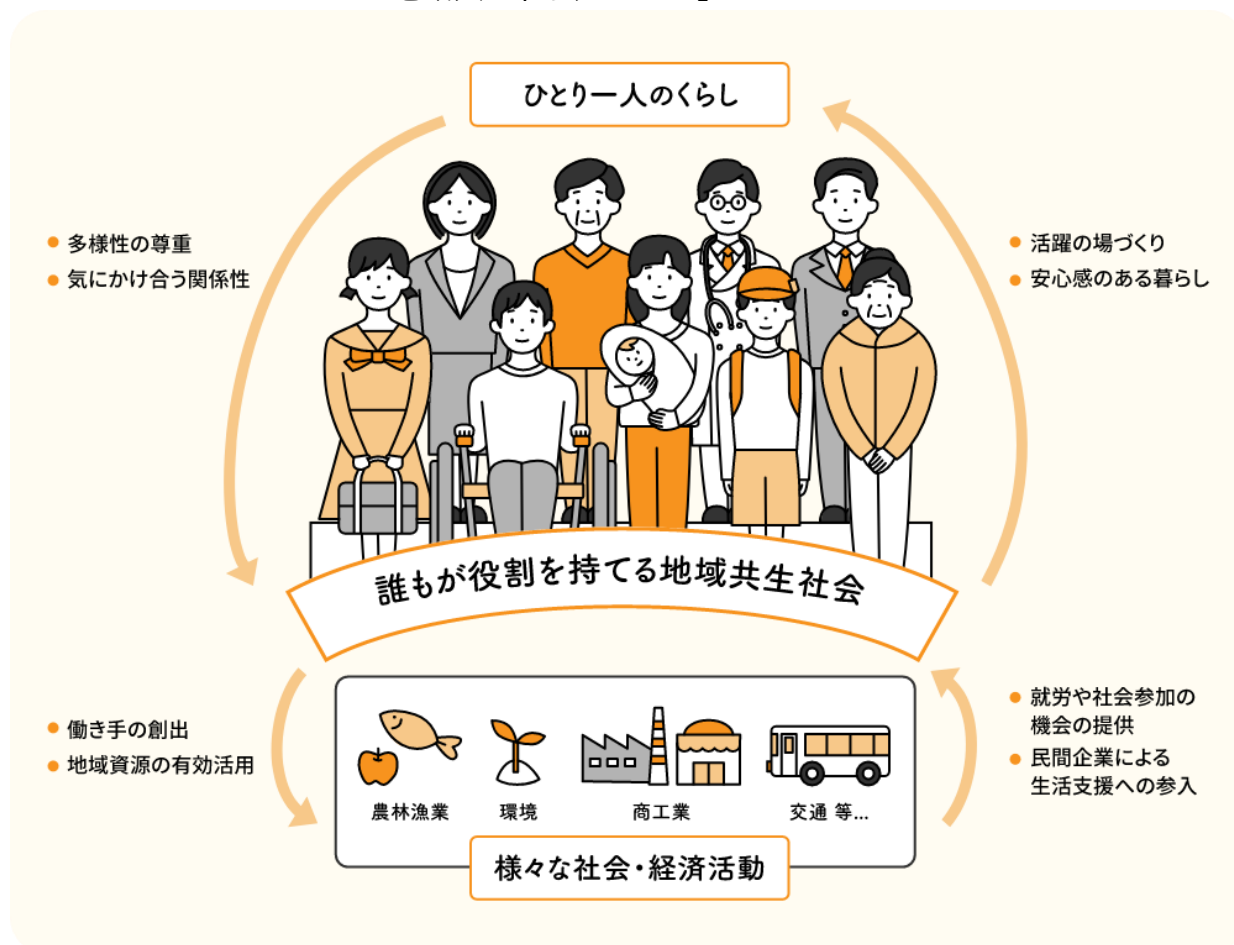 ひとり一人のくらし
多様性の尊重
気にかけ合う関係性
活躍の場づくり
安心感のある暮らし
誰もが役割を持てる地域共生社会
働き手の創出
地域資源の有効活用
就労や社会参加の
機会の提供
民間企業による
生活支援への参入
農林漁業
環境
商工業
交通 等...
様々な社会・経済活動